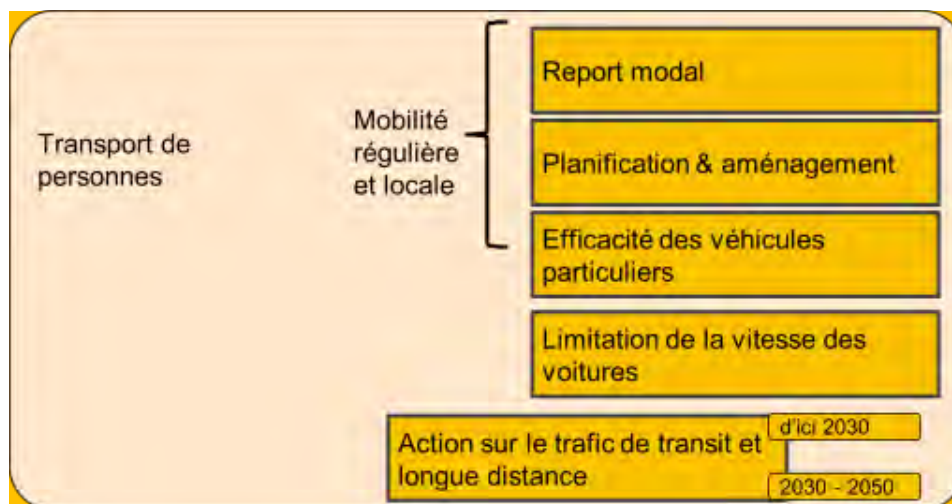 Transport de
personnes
Mobilité
régulière
et locale
Report modal
Planification & aménagement
Efficacité des véhicules
particuliers
Limitation de la vitesse des
voitures
Action sur le trafic de transit et
longue distance
d'ici 2030
2030 - 2050